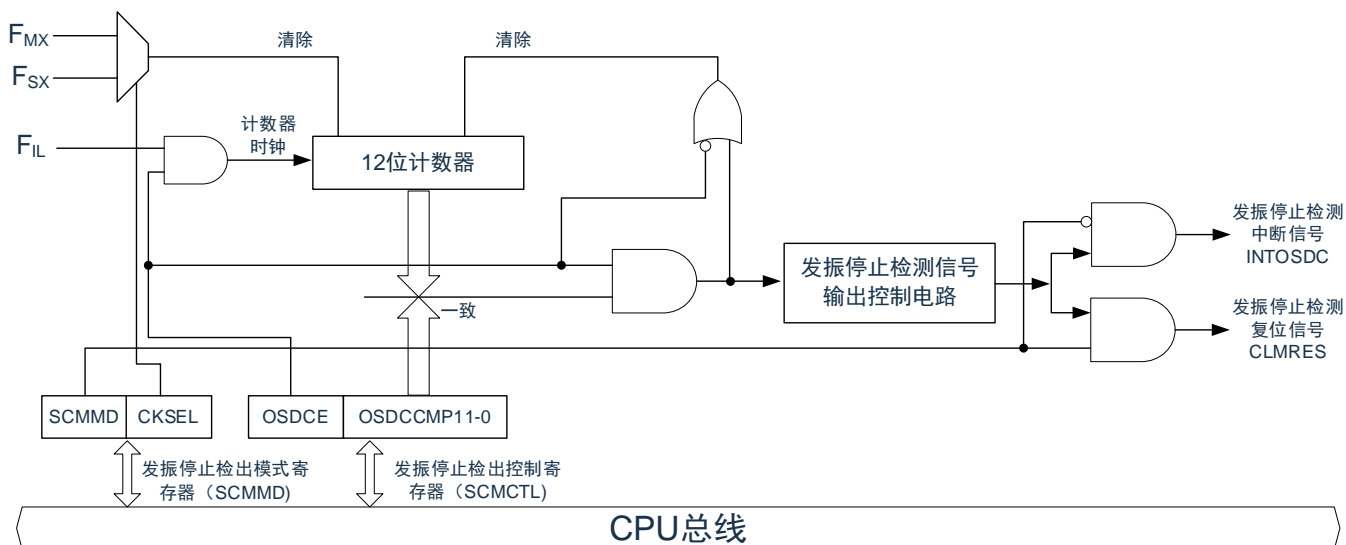 FMX
FSX
清除
清除
FIL
计数器
时钟
12位计数器
发振停止检测信号
输出控制电路
一致
发振停止检测
中断信号
INTOSDC
发振停止检测
复位信号
CLMRES
SCMMD
CKSEL
OSDCE
OSDCCMP11-0
发振停止检出模式寄
存器（SCMMD)
发振停止检出控制寄
存器（SCMCTL)
CPU总线